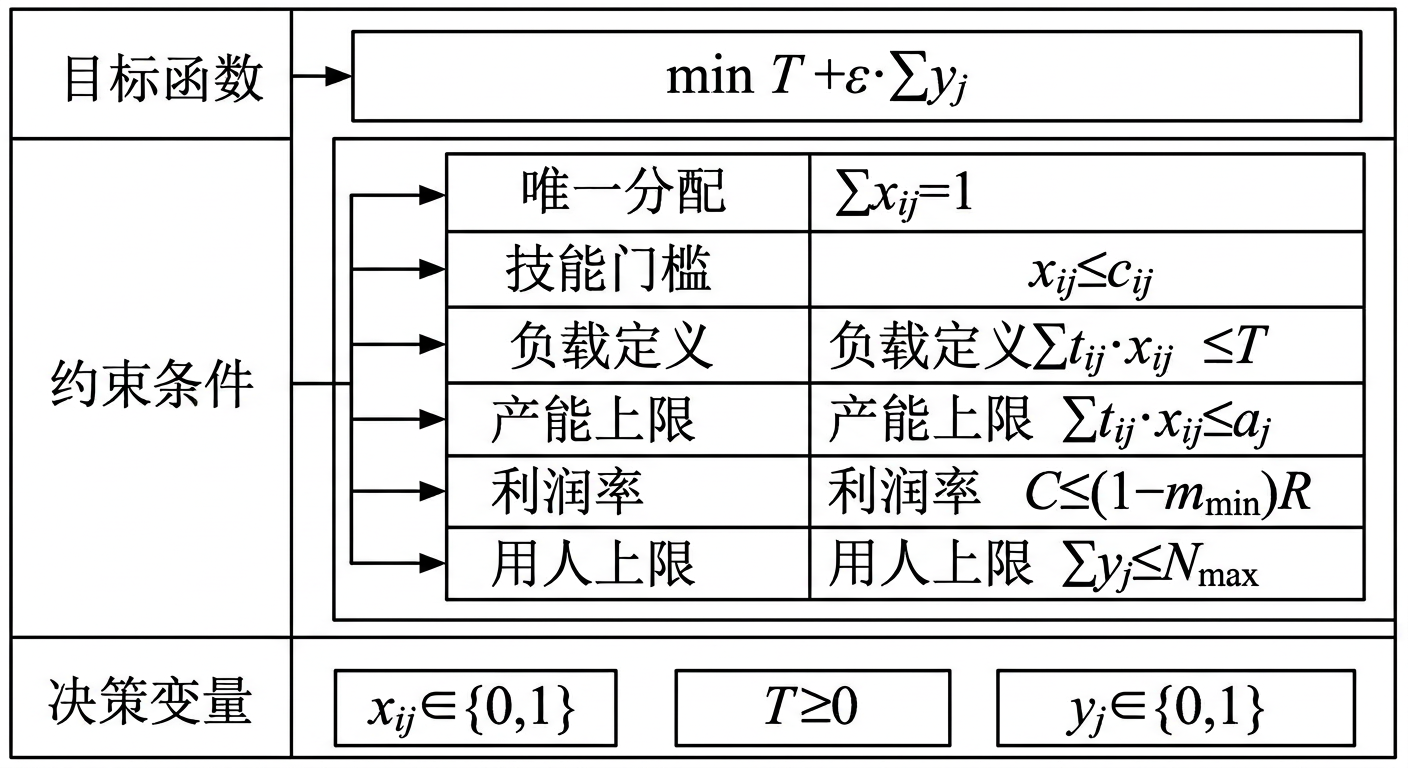 目标函数
min T +ε·∑yⱼ
约束条件
唯一分配 ∑xᵢⱼ=1
技能门槛 xᵢⱼ≤cᵢⱼ
负载定义 负载定义∑tᵢⱼ·xᵢⱼ ≤T
产能上限 产能上限 ∑tᵢⱼ·xᵢⱼ≤aⱼ
利润率 利润率 C≤(1−m_min)R
用人上限 用人上限 ∑yⱼ≤N_max
决策变量
xᵢⱼ∈{0,1} T≥0 yⱼ∈{0,1}